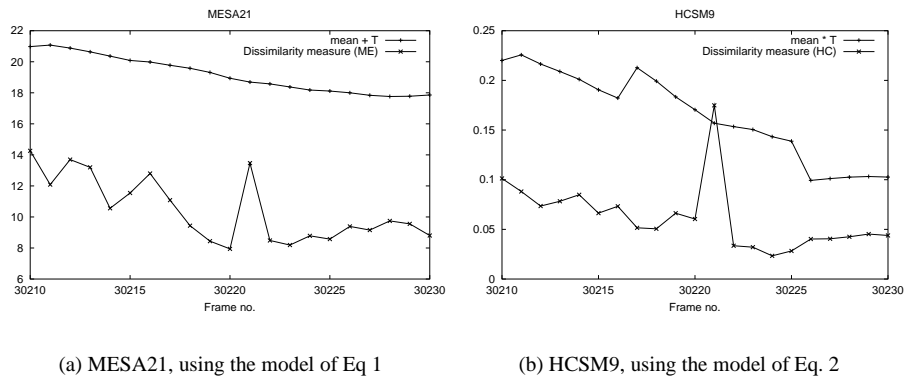 MESA21
22
20
18
16
14
12
10
8
6
mean + T
Dissimilarity measure (ME)
30210
30215
30220
30225
30230
Frame no.
HCSM9
0.25
0.2
0.15
0.1
0.05
0
mean * T
Dissimilarity measure (HC)
30210
30215
30220
30225
30230
Frame no.
(a) MESA21, using the model of Eq 1
(b) HCSM9, using the model of Eq. 2